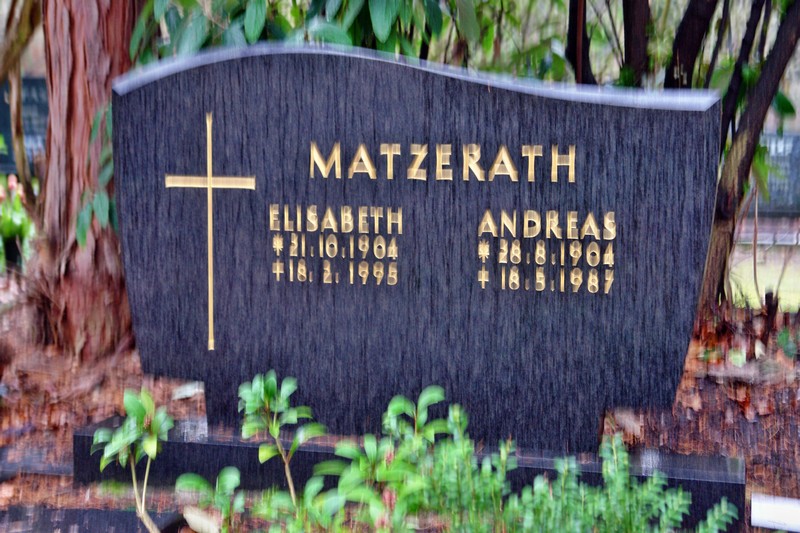 MATZERATH
ELISABETH
* 21.10.1904
† 18. 2. 1995
ANDREAS
* 28.8.1904
† 18.5.1987